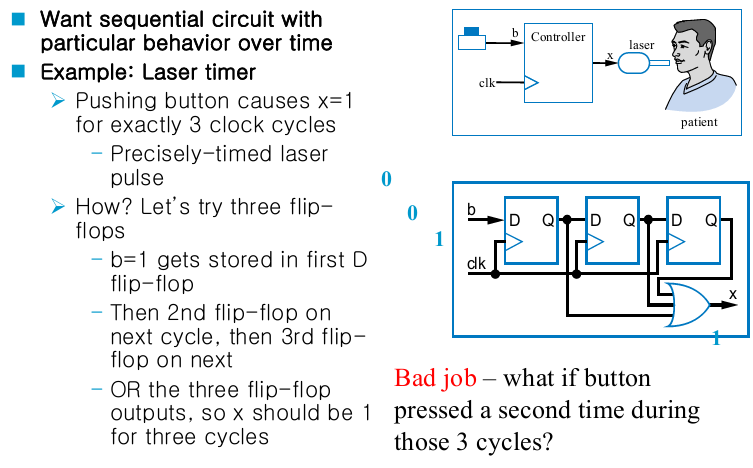 Want sequential circuit with
particular behavior over time
Example: Laser timer
Pushing button causes x=1
for exactly 3 clock cycles
– Precisely-timed laser
pulse
How? Let's try three flip-
flops
– b=1 gets stored in first D
flip-flop
– Then 2nd flip-flop on
next cycle, then 3rd flip-
flop on next
– OR the three flip-flop
outputs, so x should be 1
for three cycles
b
Controller
x
laser
clk
patient
0
0
1
b
D Q
D Q
D Q
clk
x
1
Bad job – what if button
pressed a second time during
those 3 cycles?